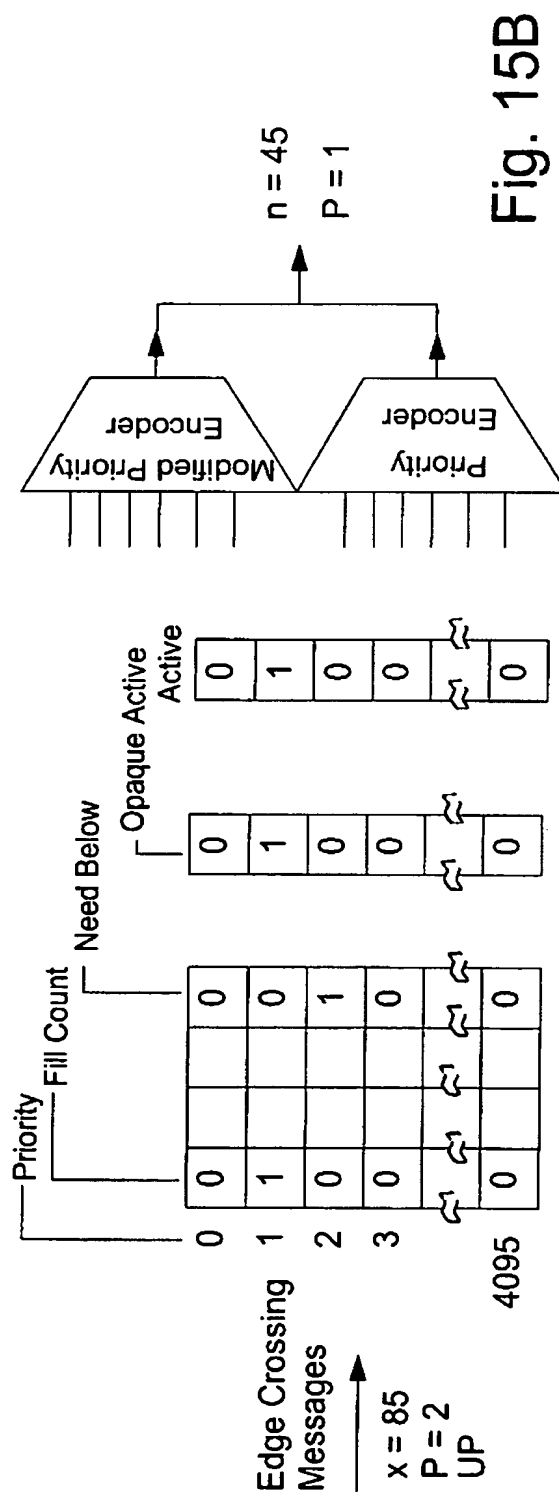 Priority
Fill Count
Need Below
Opaque Active
Active
0
1
2
3
4095
0
1
0
0
0
0
0
1
0
0
0
1
0
0
0
0
1
0
0
0
Edge Crossing
Messages
x = 85
P = 2
UP
Modified Priority
Encoder
Priority
Encoder
n = 45
P = 1
Fig. 15B